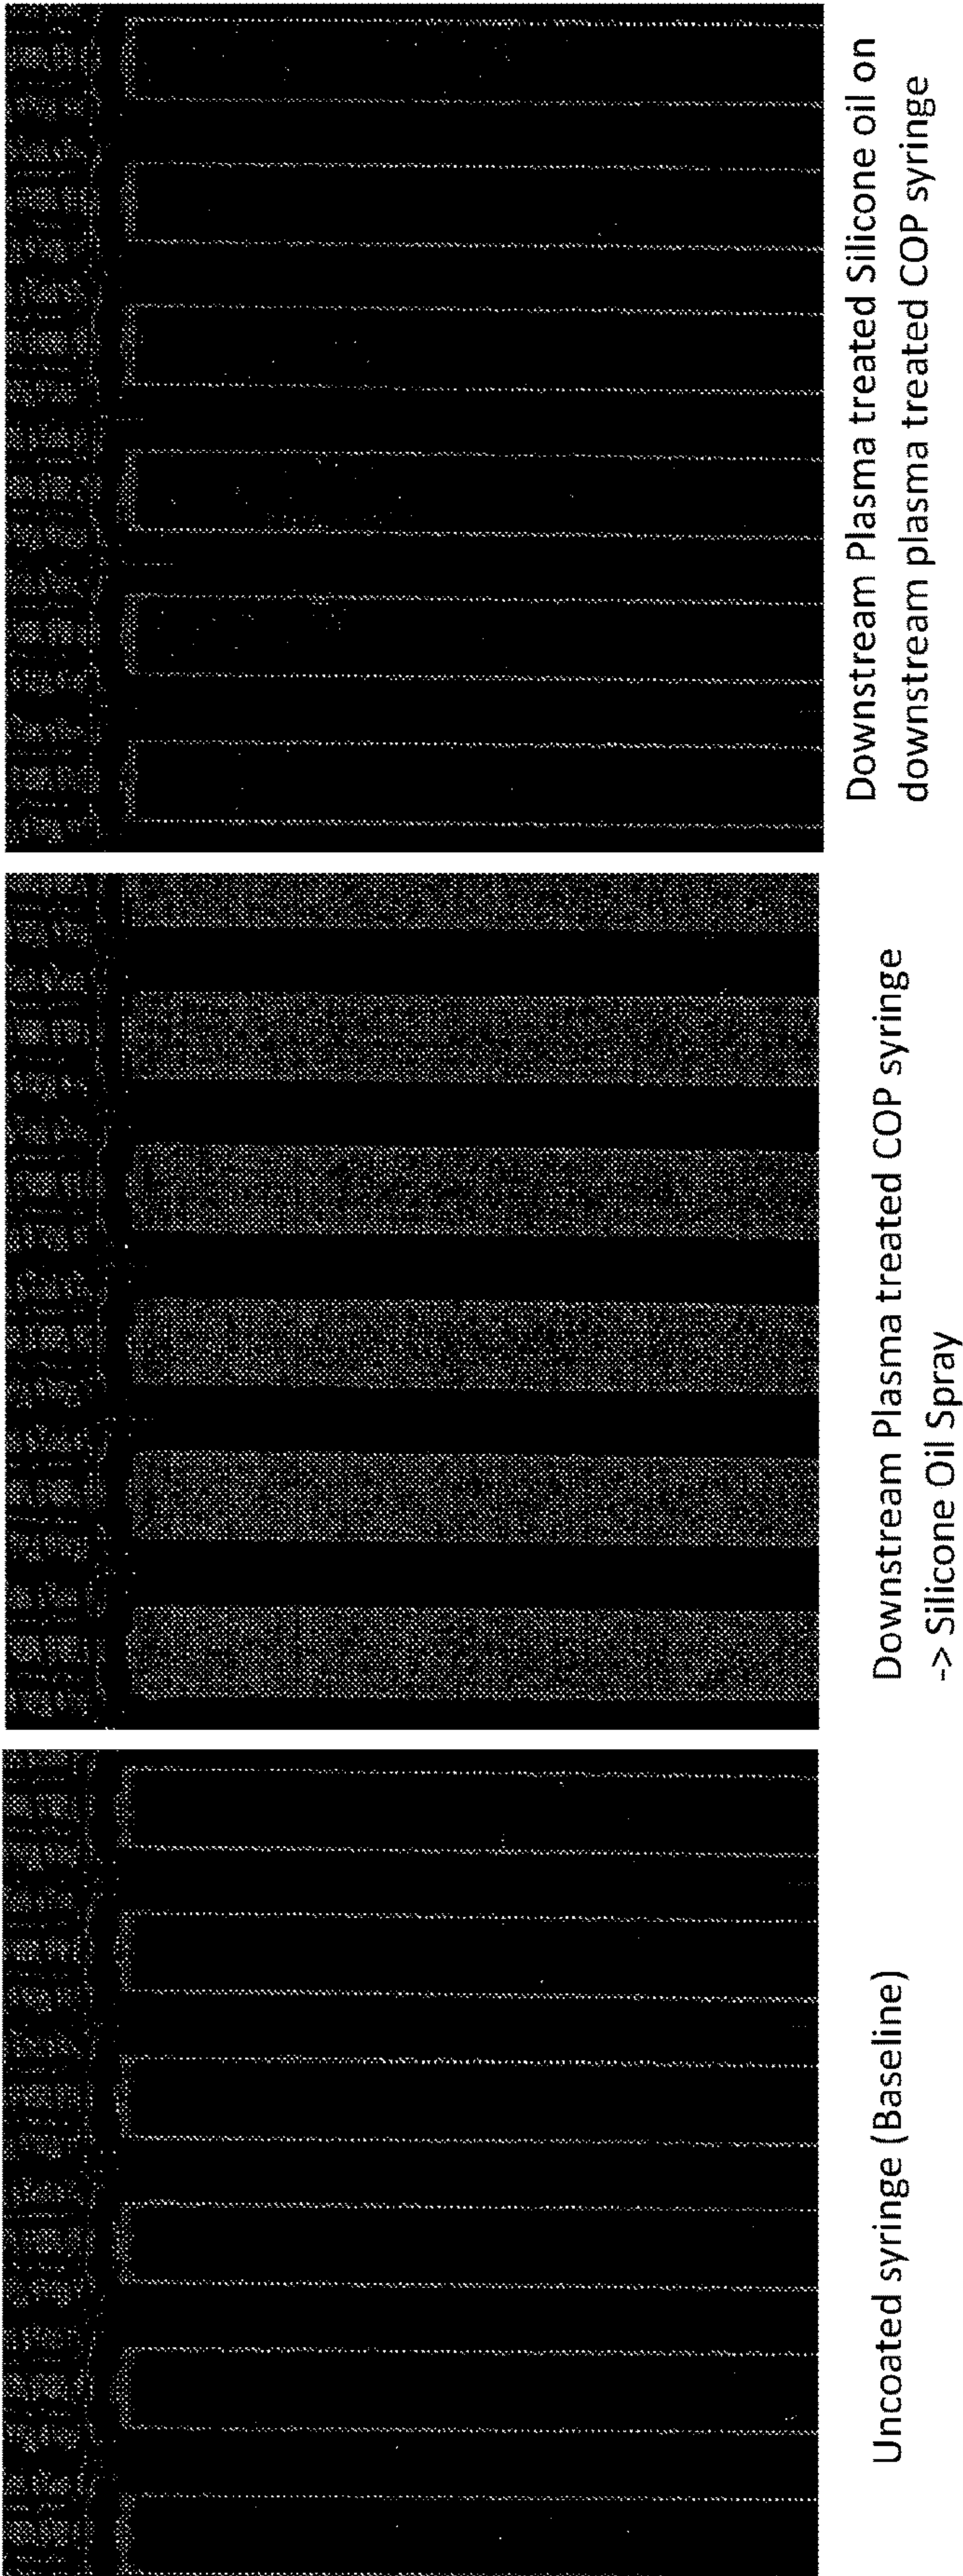 Uncoated syringe (Baseline)
Downstream Plasma treated COP syringe
-> Silicone Oil Spray
Downstream Plasma treated Silicone oil on
downstream plasma treated COP syringe